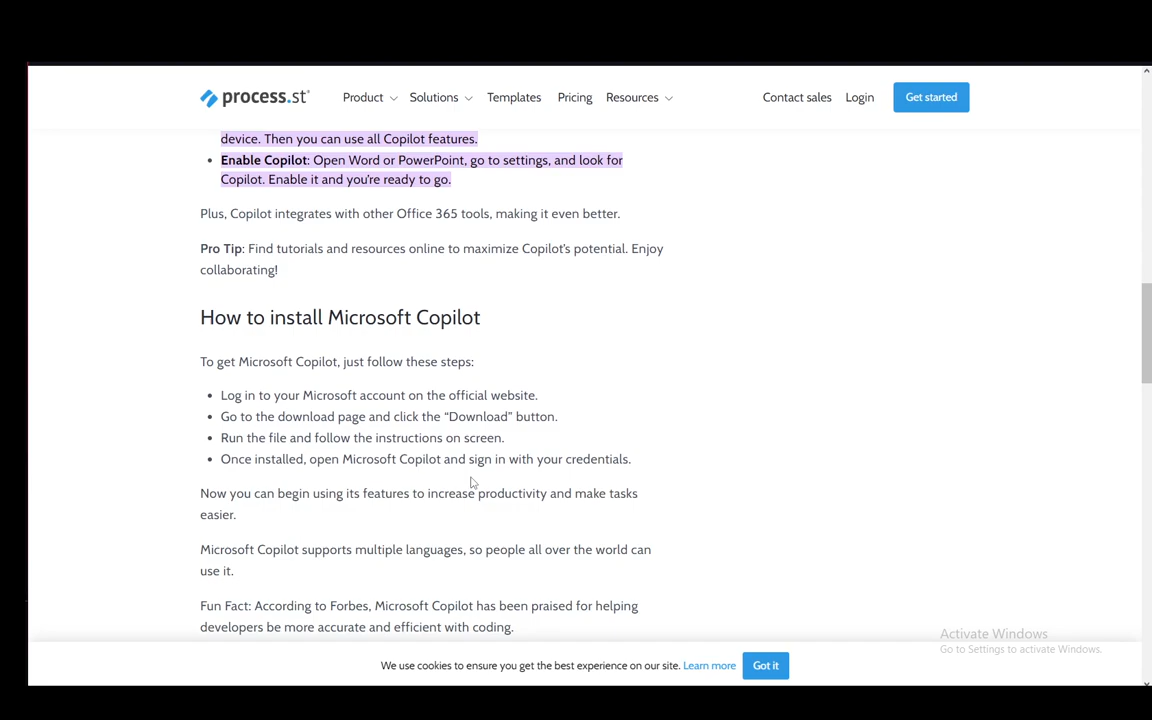 process.st
Product Solutions Templates Pricing Resources Contact sales Login Get started
device. Then you can use all Copilot features.
• Enable Copilot: Open Word or PowerPoint, go to settings, and look for
Copilot. Enable it and you're ready to go.
Plus, Copilot integrates with other Office 365 tools, making it even better.
Pro Tip: Find tutorials and resources online to maximize Copilot's potential. Enjoy
collaborating!
How to install Microsoft Copilot
To get Microsoft Copilot, just follow these steps:
• Log in to your Microsoft account on the official website.
• Go to the download page and click the “Download” button.
• Run the file and follow the instructions on screen.
• Once installed, open Microsoft Copilot and sign in with your credentials.
Now you can begin using its features to increase productivity and make tasks
easier.
Microsoft Copilot supports multiple languages, so people all over the world can
use it.
Fun Fact: According to Forbes, Microsoft Copilot has been praised for helping
developers be more accurate and efficient with coding.
Activate Windows
Go to Settings to activate Windows.
We use cookies to ensure you get the best experience on our site. Learn more Got it